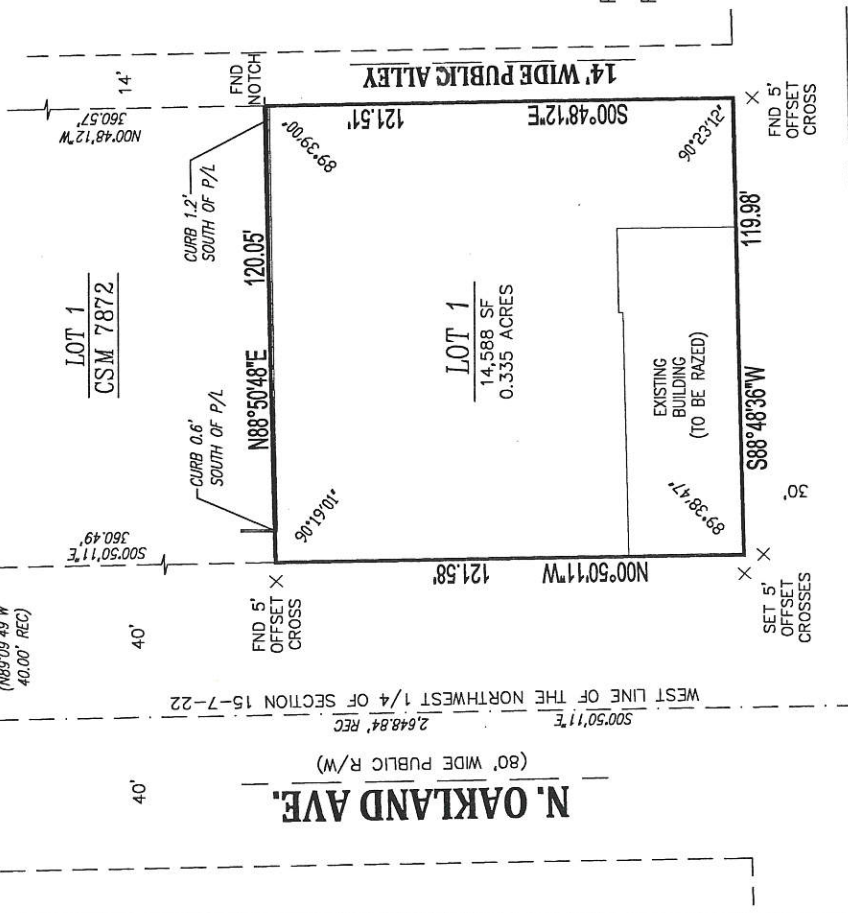 14'
FND
NOTCH
14' WIDE PUBLIC ALLEY
N00°48'12"W
360.57'
CURB 1.2'
SOUTH OF P/L
LOT 1
CSM 7872
CURB 0.6'
SOUTH OF P/L
S00°50'11"E
360.49'
(N89°09'49"W
40.00' REC)
40'
N88°50'48"E
120.05'
89°39'00"
121.51'
S00°48'12"E
90°23'12"
FND 5'
OFFSET
CROSS
LOT 1
14,588 SF
0.335 ACRES
90°19'01"
EXISTING
BUILDING
(TO BE RAZED)
89°38'47"
S88°48'36"W
119.98'
30'
FND 5'
OFFSET
CROSS
N00°50'11"W
121.58'
SET 5'
OFFSET
CROSSES
WEST LINE OF THE NORTHWEST 1/4 OF SECTION 15-7-22
S00°50'11"E
2,648.84' REC
(80' WIDE PUBLIC R/W)
N. OAKLAND AVE.
40'